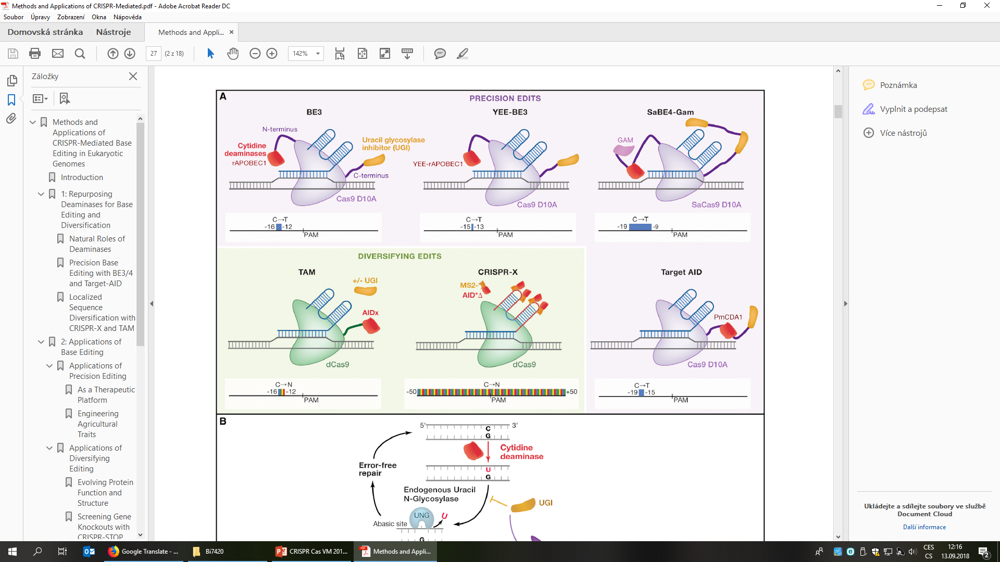 Methods and Applications of CRISPR-Mediated.pdf - Adobe Acrobat Reader DC
Soubor Úpravy Zobrazení Okna Nápověda
Domovská stránka Nástroje Methods and Appli... ×
27 (2 z 18) 142%
Záložky
Methods and
Applications of
CRISPR-Mediated Base
Editing in Eukaryotic
Genomes
Introduction
1: Repurposing
Deaminases for Base
Editing and
Diversification
Natural Roles of
Deaminases
Precision Base
Editing with BE3/4
and Target-AID
Localized
Sequence
Diversification with
CRISPR-X and TAM
2: Applications of
Base Editing
Applications of
Precision Editing
As a Therapeutic
Platform
Engineering
Agricultural
Traits
Applications of
Diversifying
Editing
Evolving Protein
Function and
Structure
Screening Gene
Knockouts with
CRISPR-STOP
A
PRECISION EDITS
BE3
N-terminus
Cytidine
deaminases
rAPOBEC1
Uracil glycosylase
inhibitor (UGI)
C-terminus
Cas9 D10A
C→T
-16 -12
PAM
YEE-BE3
YEE-rAPOBEC1
Cas9 D10A
C→T
-15 -13
PAM
SaBE4-Gam
GAM
SaCas9 D10A
C→T
-19 -9
PAM
DIVERSIFYING EDITS
TAM
+/- UGI
AIDx
dCas9
C→N
-16 -12
PAM
CRISPR-X
MS2-
AID*Δ
dCas9
C→N
-50 +50
PAM
Target AID
PmCDA1
Cas9 D10A
C→T
-19 -15
PAM
B
5’ 3’
C
G
Cytidine
deaminase
U
G
Error-free
repair
Endogenous Uracil
N-Glycosylase
UGI
UNG U
Abasic site
G
Poznámka
Vyplnit a podepsat
Více nástrojů
Ukládejte a sdílejte soubory ve službě
Document Cloud
Další informace
Google Translate - ... Bi7420 CRISPR Cas VM 201... Methods and Appli...
CES 12:16
CS 13.09.2018 2